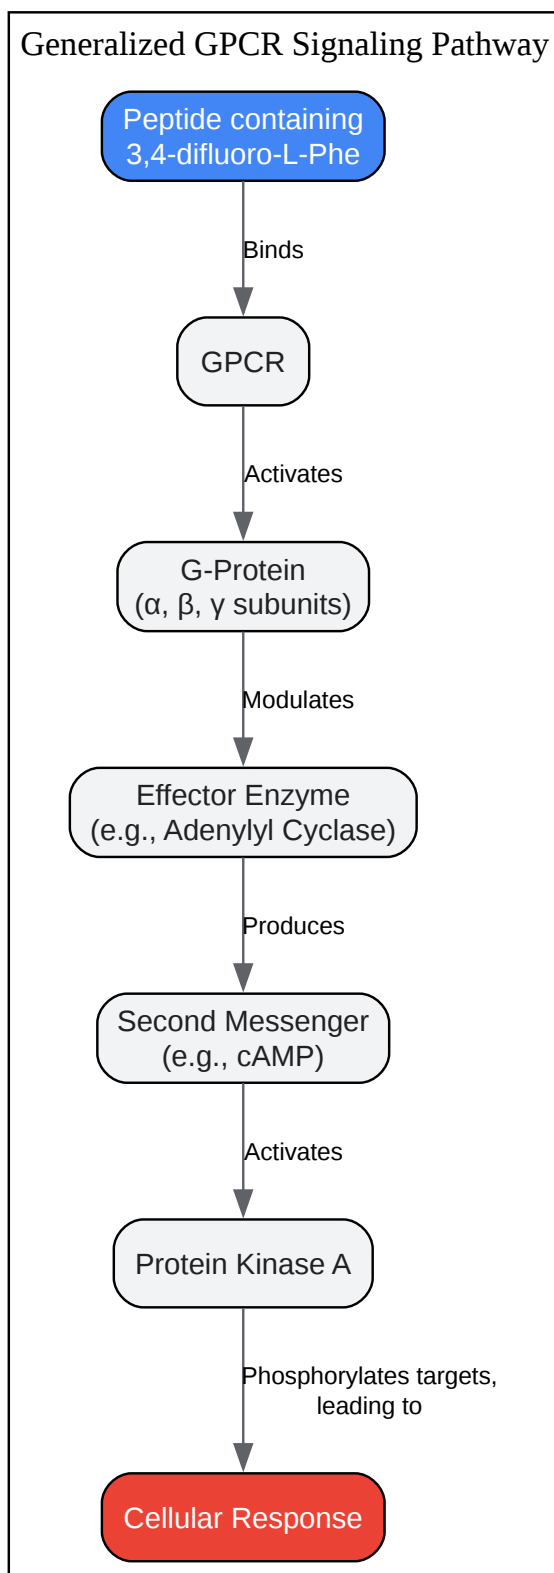 Generalized GPCR Signaling Pathway
Peptide containing
3,4-difluoro-L-Phe
Binds
GPCR
Activates
G-Protein
(α, β, γ subunits)
Modulates
Effector Enzyme
(e.g., Adenylyl Cyclase)
Produces
Second Messenger
(e.g., cAMP)
Activates
Protein Kinase A
Phosphorylates targets,
leading to
Cellular Response